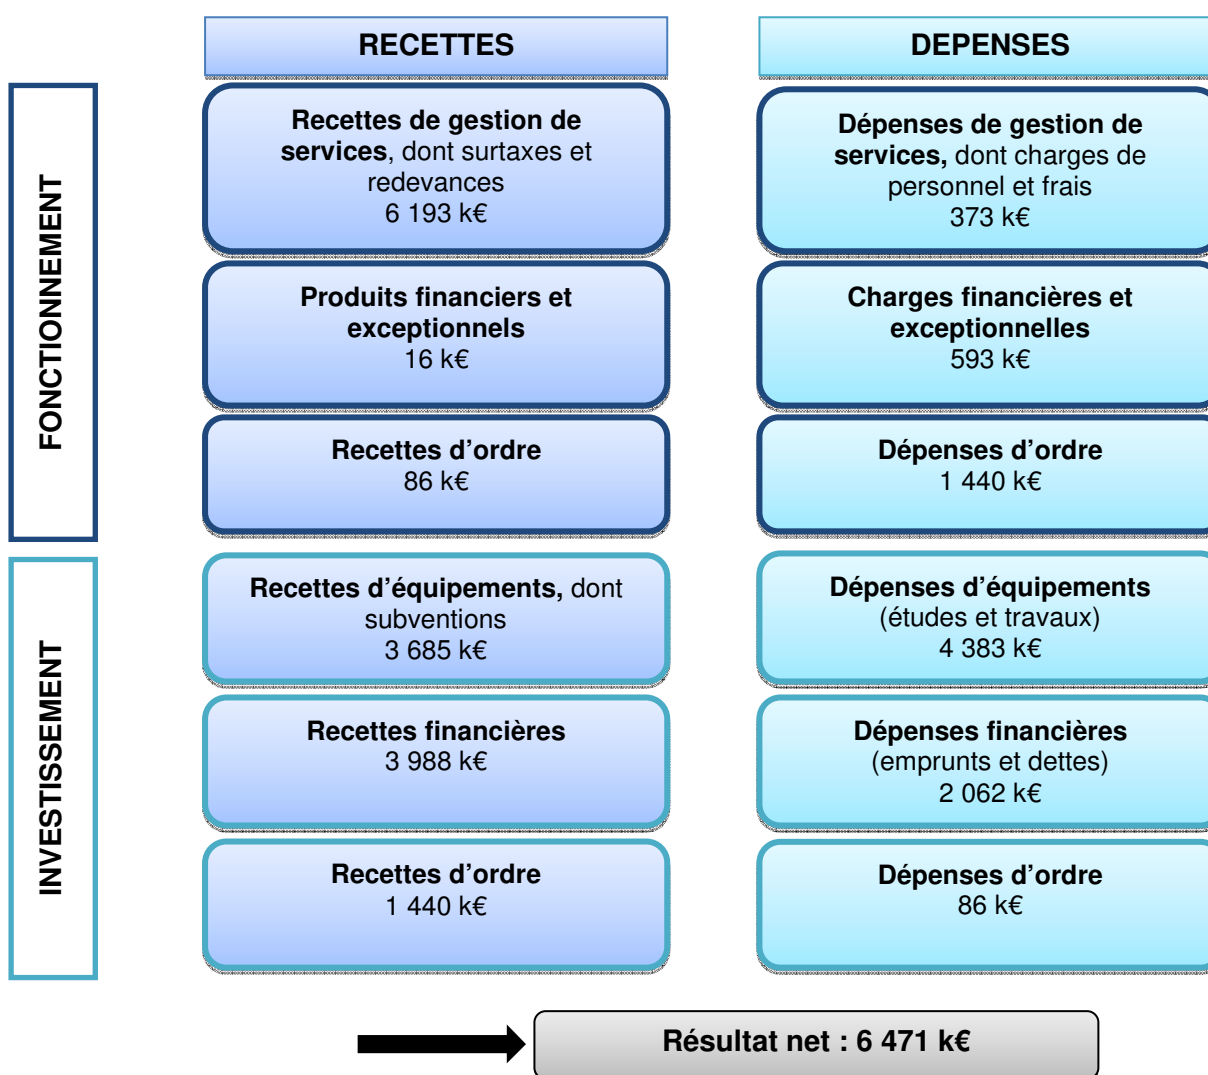 RECETTES
DEPENSES
FONCTIONNEMENT
Recettes de gestion de
services, dont surtaxes et
redevances
6 193 k€
Dépenses de gestion de
services, dont charges de
personnel et frais
373 k€
Produits financiers et
exceptionnels
16 k€
Charges financières et
exceptionnelles
593 k€
Recettes d’ordre
86 k€
Dépenses d’ordre
1 440 k€
INVESTISSEMENT
Recettes d’équipements, dont
subventions
3 685 k€
Dépenses d’équipements
(études et travaux)
4 383 k€
Recettes financières
3 988 k€
Dépenses financières
(emprunts et dettes)
2 062 k€
Recettes d’ordre
1 440 k€
Dépenses d’ordre
86 k€
Résultat net : 6 471 k€